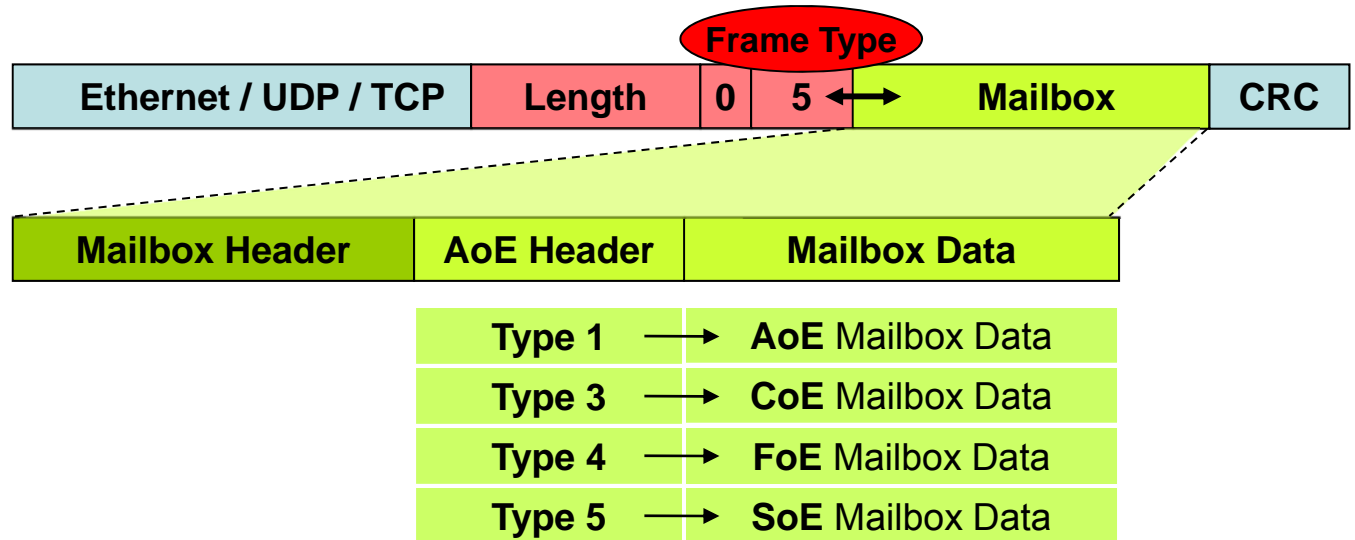 Frame Type
Ethernet / UDP / TCP Length 0 5 Mailbox CRC
Mailbox Header AoE Header Mailbox Data
Type 1 AoE Mailbox Data
Type 3 CoE Mailbox Data
Type 4 FoE Mailbox Data
Type 5 SoE Mailbox Data